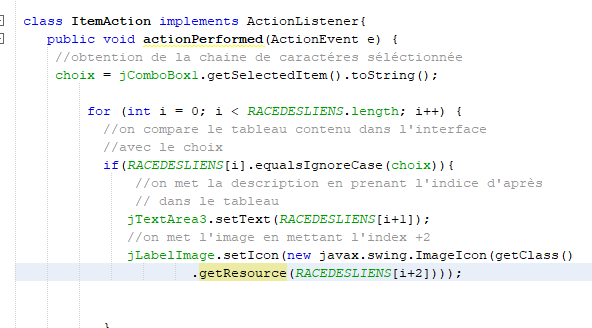 class ItemAction implements ActionListener{
public void actionPerformed(ActionEvent e) {
//obtention de la chaine de caractéres séléctionnée
choix = jComboBox1.getSelectedItem().toString();
for (int i = 0; i < RACEDESLIENS.length; i++) {
//on compare le tableau contenu dans l'interface
//avec le choix
if(RACEDESLIENS[i].equalsIgnoreCase(choix)){
//on met la description en prenant l'indice d'après
// dans le tableau
jTextArea3.setText(RACEDESLIENS[i+1]);
//on met l'image en mettant l'index +2
jLabelImage.setIcon(new javax.swing.ImageIcon(getClass()
.getResource(RACEDESLIENS[i+2])));
}